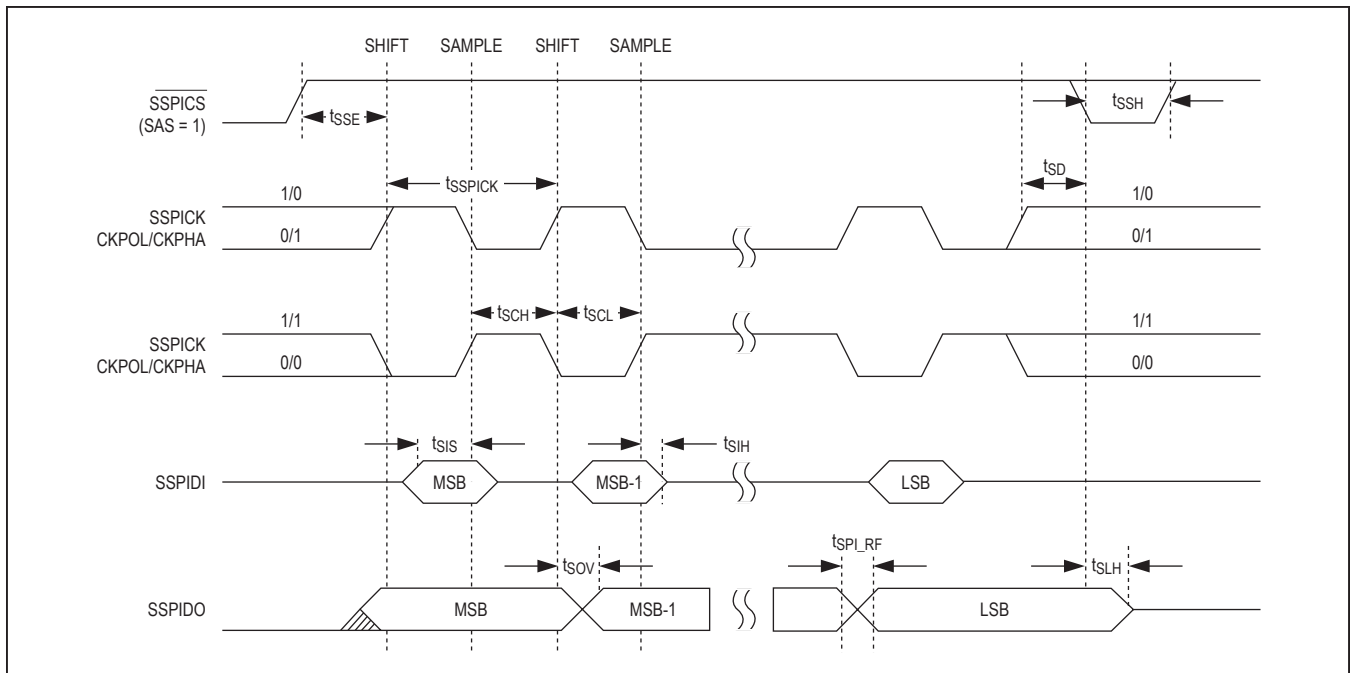 SHIFT SAMPLE SHIFT SAMPLE
SSPICS
(SAS = 1)
tSSE
tSSH
tSSPICK
tSD
1/0
1/0
SSPICK
CKPOL/CKPHA
0/1
0/1
tSCH
tSCL
1/1
1/1
SSPICK
CKPOL/CKPHA
0/0
0/0
tSIS
tSIH
SSPIDI
MSB
MSB-1
LSB
tSPI_RF
tSOV
tSLH
SSPIDO
MSB
MSB-1
LSB